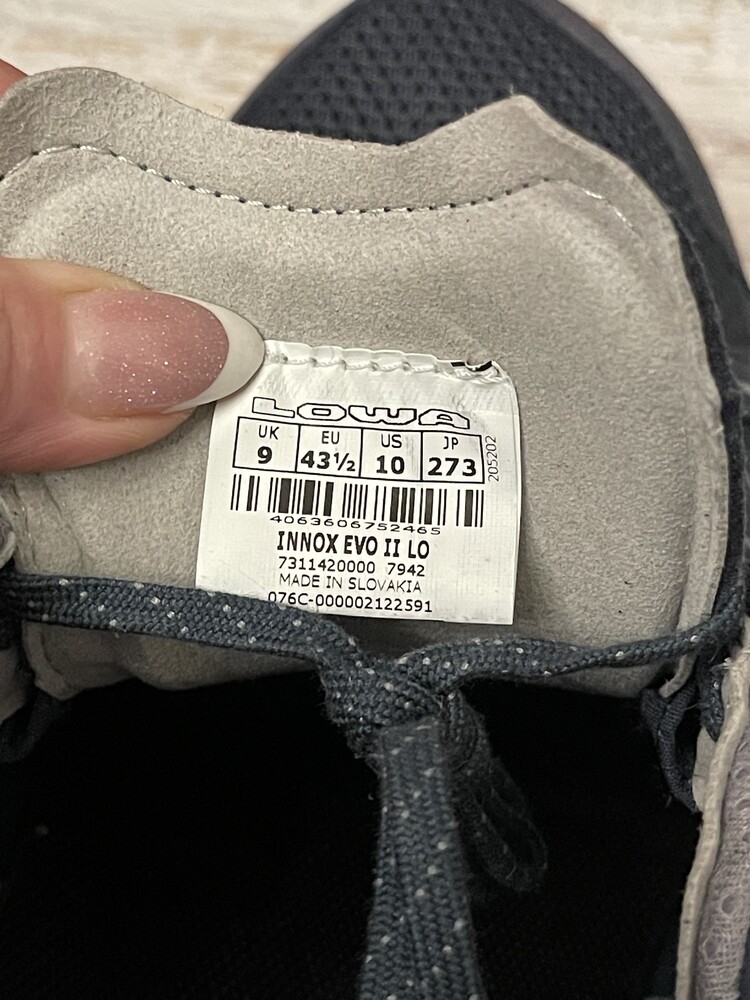 LOWA
UK EU US JP
9 43½ 10 273
205202
4063606752465
INNOX EVO II LO
7311420000 7942
MADE IN SLOVAKIA
076C-000002122591